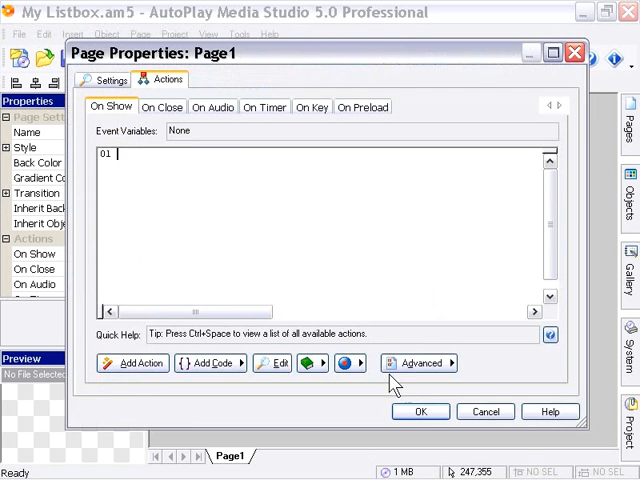 My Listbox.am5 - AutoPlay Media Studio 5.0 Professional
File Edit Align Page Project View Tools Help
Page Properties: Page1
Settings Actions
On Show On Close On Audio On Timer On Key On Preload
Event Variables: None
01
Quick Help: Tip: Press Ctrl+Space to view a list of all available actions.
Add Action { } Add Code Edit Advanced
OK Cancel Help
Properties
Page Sett
Name
Style
Back Color
Gradient Co
Transition
Inherit Back
Inherit Obje
Actions
On Show
On Close
On Audio
Preview
No File Selected
Pages
Objects
Gallery
System
Project
Page1
Ready 1 MB 247,355 NO SEL NO SEL